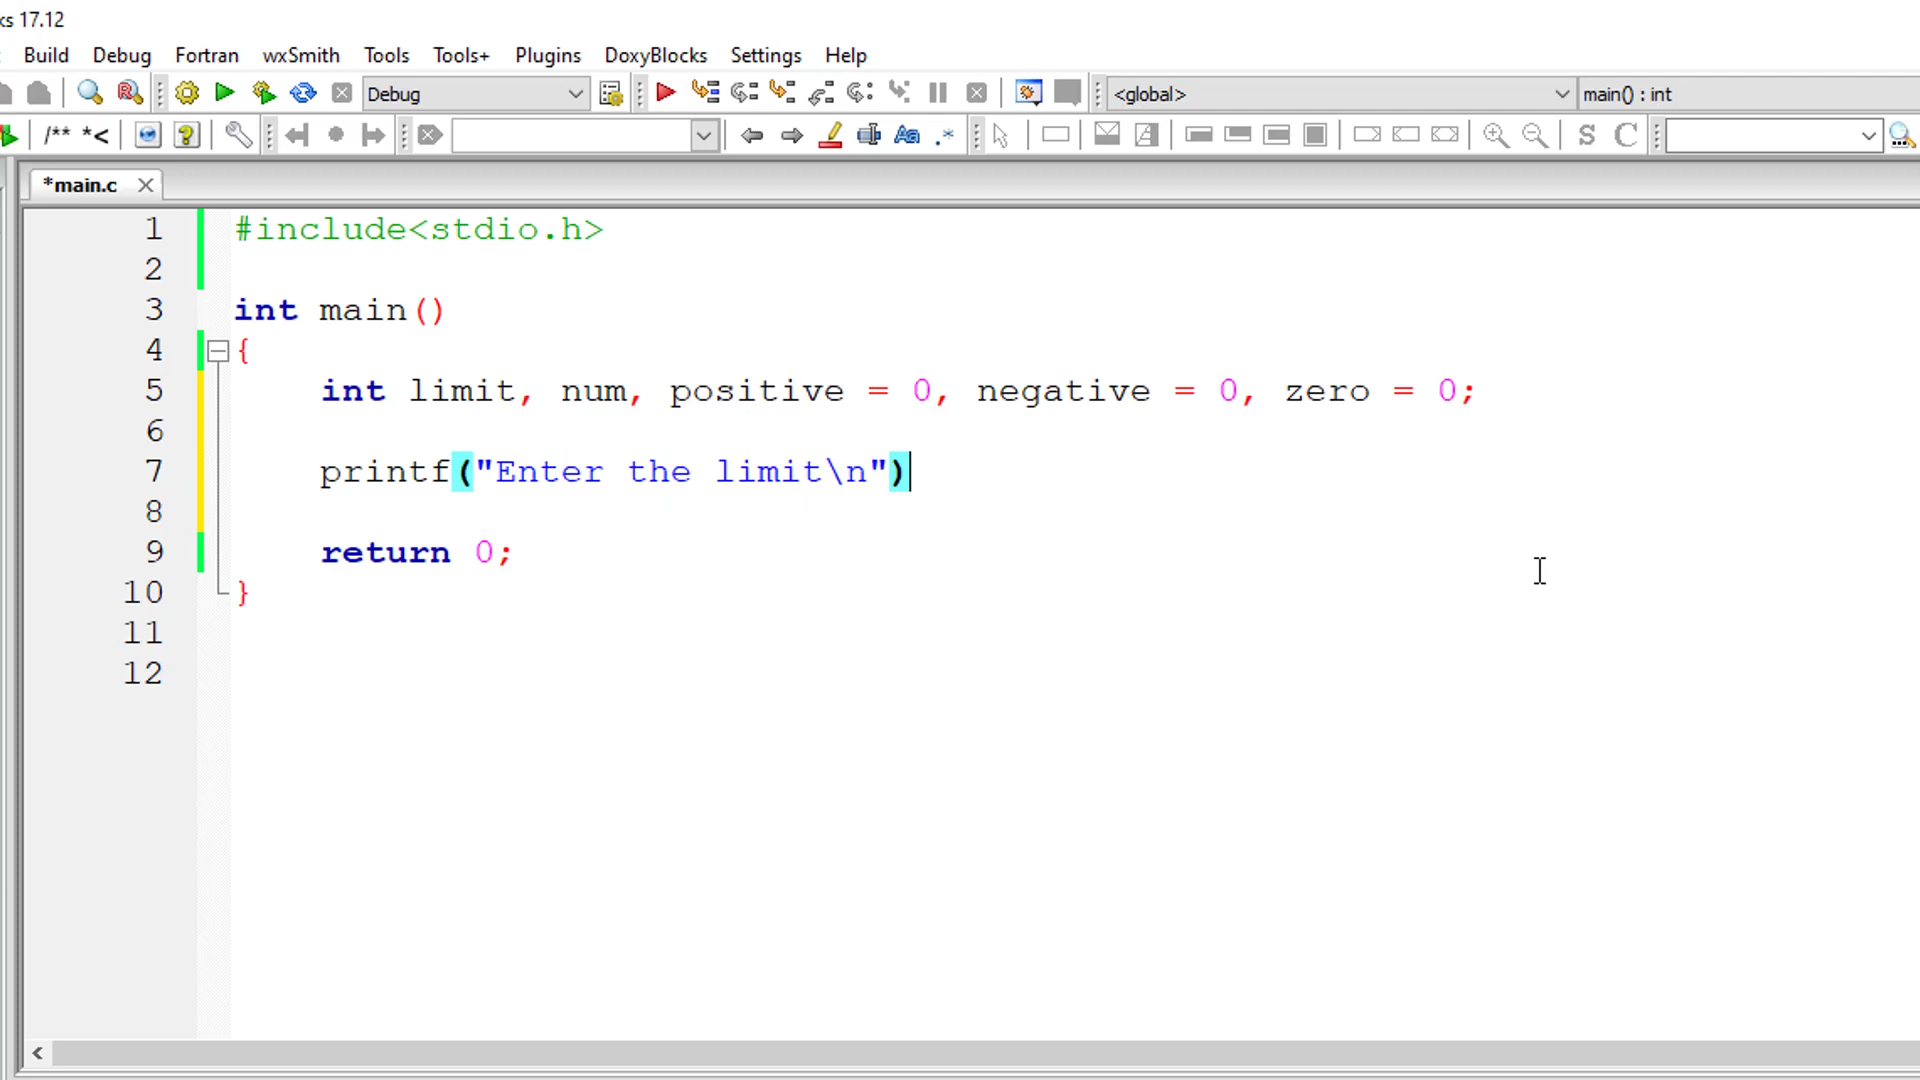 ks 17.12
Build Debug Fortran wxSmith Tools Tools+ Plugins DoxyBlocks Settings Help
Debug <global> main() : int
/** *< Aa .* S C
*main.c
1 #include<stdio.h>
2
3 int main()
4 {
5 int limit, num, positive = 0, negative = 0, zero = 0;
6
7 printf("Enter the limit\n")
8
9 return 0;
10 }
11
12